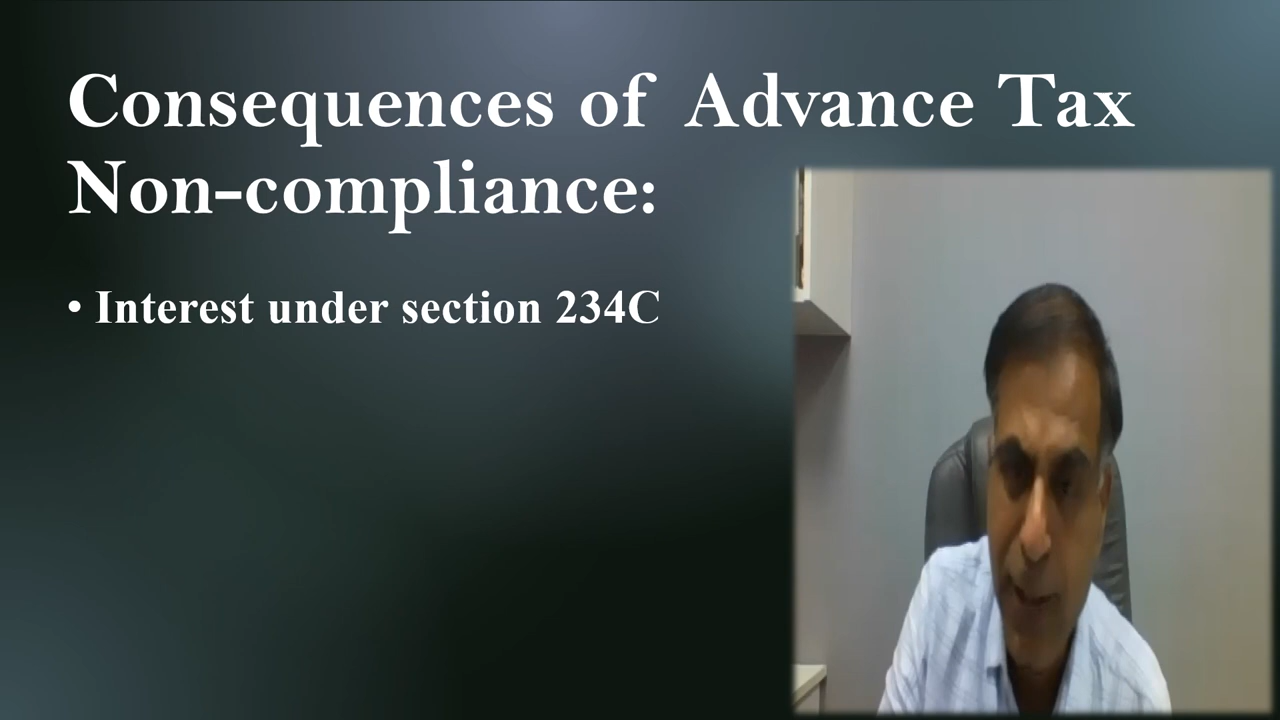 Consequences of Advance Tax
Non-compliance:
• Interest under section 234C